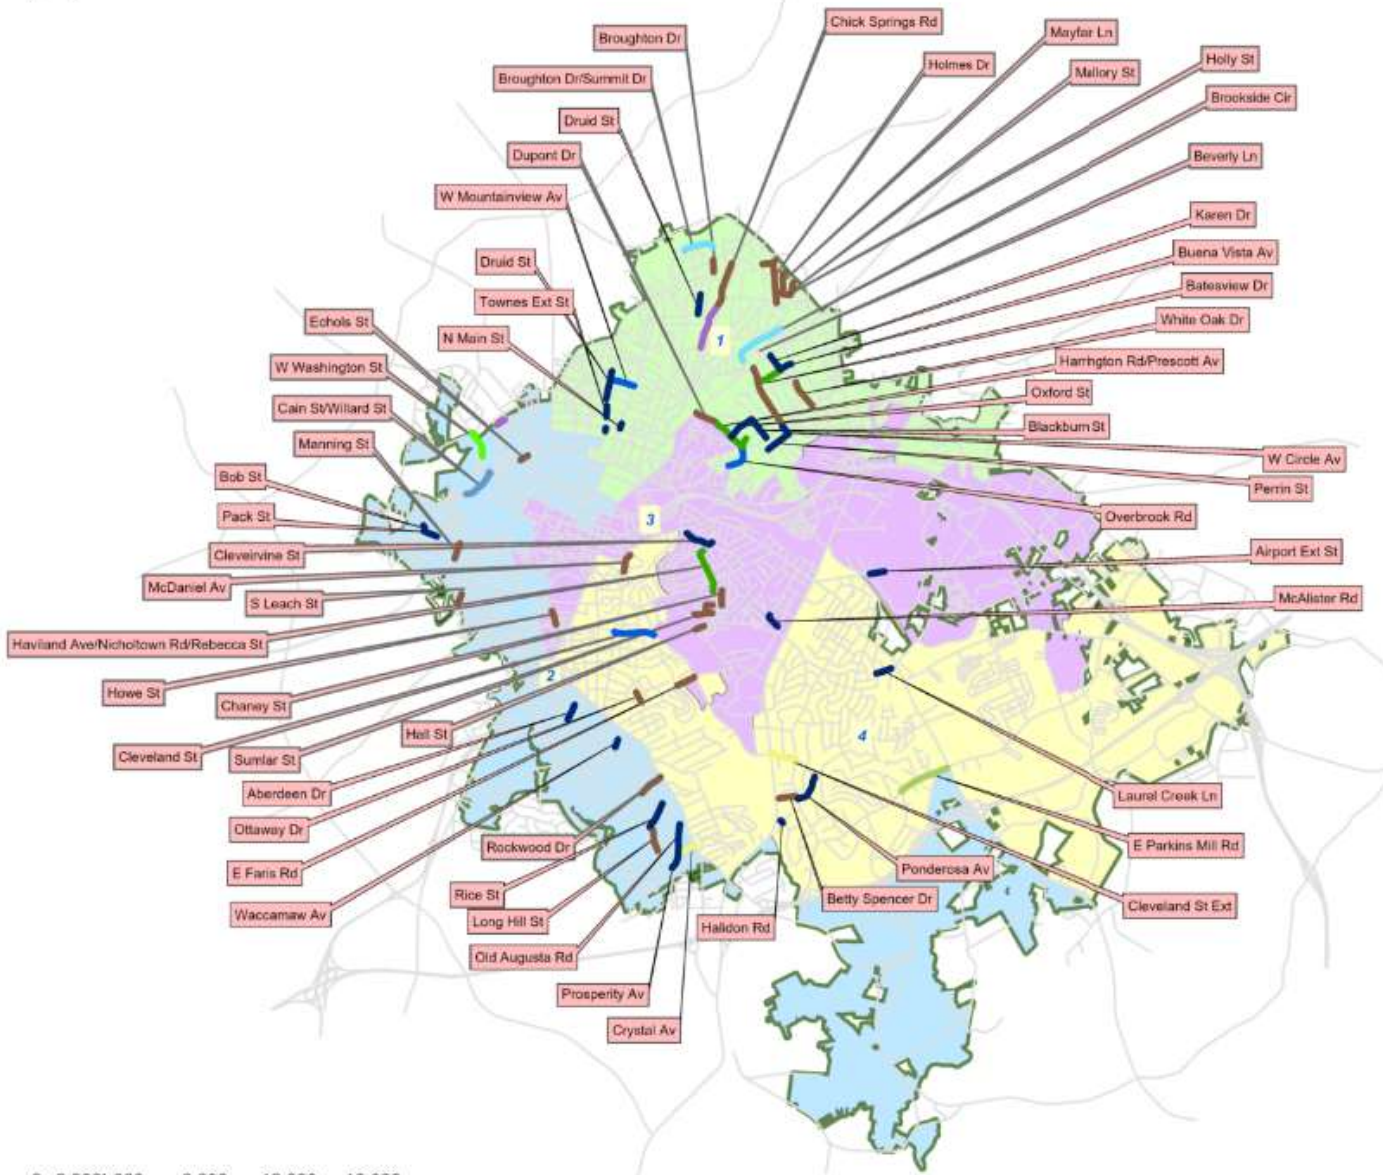 Chick Springs Rd
Broughton Dr
Mayfar Ln
Holmes Dr
Holly St
Broughton Dr/Summit Dr
Mallory St
Brookside Cir
Druid St
Dupont Dr
Beverly Ln
W Mountainview Av
Karen Dr
Druid St
Buena Vista Av
Townes Ext St
Batesview Dr
Echols St
White Oak Dr
N Main St
1
W Washington St
Harrington Rd/Prescott Av
Oxford St
Cain St/Willard St
Blackburn St
Manning St
W Circle Av
Bob St
Perrin St
Pack St
3
Overbrook Rd
Cleveirvine St
Airport Ext St
McDaniel Av
S Leach St
McAlister Rd
Haviland Ave/Nicholtown Rd/Rebecca St
2
Howe St
Chaney St
Hall St
4
Cleveland St
Sumlar St
Aberdeen Dr
Laurel Creek Ln
Ottaway Dr
Rockwood Dr
E Parkins Mill Rd
E Faris Rd
Ponderosa Av
Rice St
Betty Spencer Dr
Cleveland St Ext
Waccamaw Av
Long Hill St
Halidon Rd
Old Augusta Rd
Prosperity Av
Crystal Av